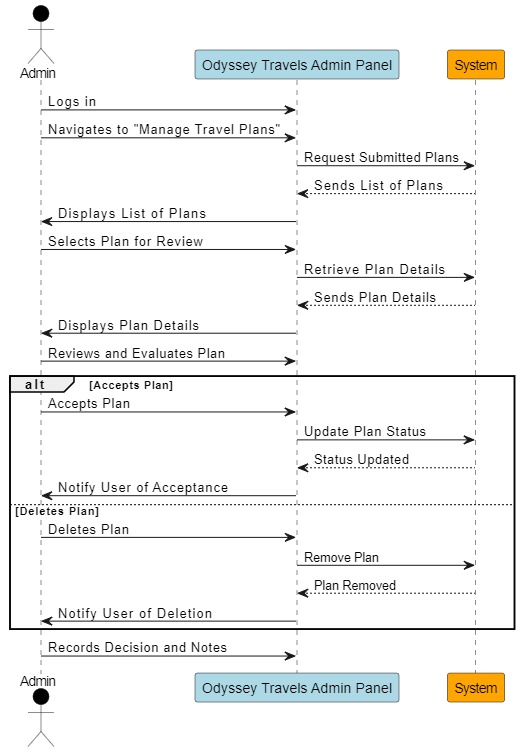 Admin
Odyssey Travels Admin Panel
System
Logs in
Navigates to "Manage Travel Plans"
Request Submitted Plans
Sends List of Plans
Displays List of Plans
Selects Plan for Review
Retrieve Plan Details
Sends Plan Details
Displays Plan Details
Reviews and Evaluates Plan
alt
[Accepts Plan]
Accepts Plan
Update Plan Status
Status Updated
Notify User of Acceptance
[Deletes Plan]
Deletes Plan
Remove Plan
Plan Removed
Notify User of Deletion
Records Decision and Notes
Admin
Odyssey Travels Admin Panel
System